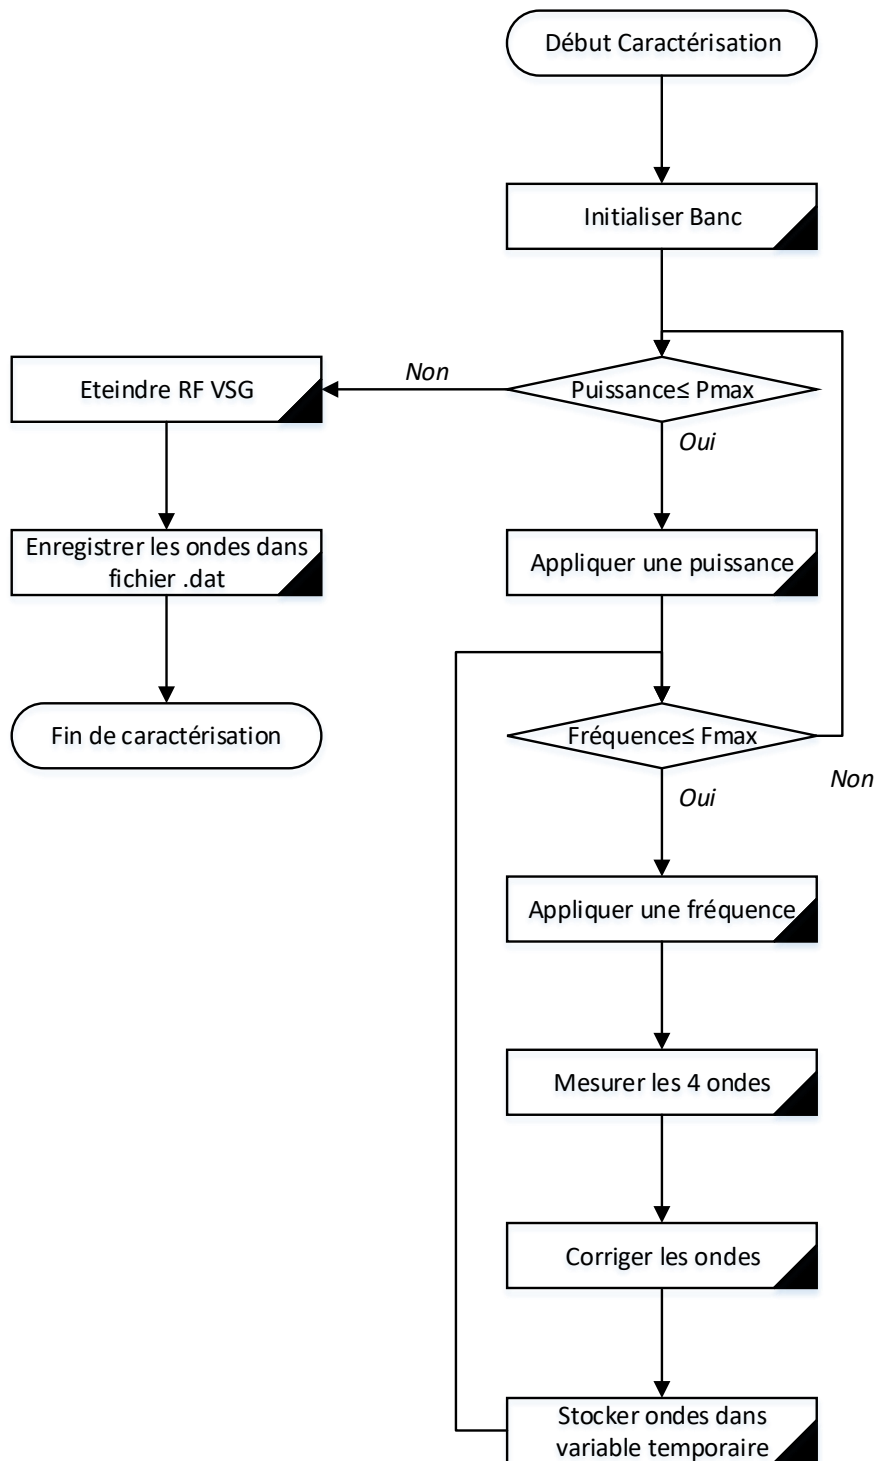 Début Caractérisation
Initialiser Banc
Puissance≤ Pmax
Non
Oui
Eteindre RF VSG
Enregistrer les ondes dans
fichier .dat
Fin de caractérisation
Appliquer une puissance
Fréquence≤ Fmax
Non
Oui
Appliquer une fréquence
Mesurer les 4 ondes
Corriger les ondes
Stocker ondes dans
variable temporaire